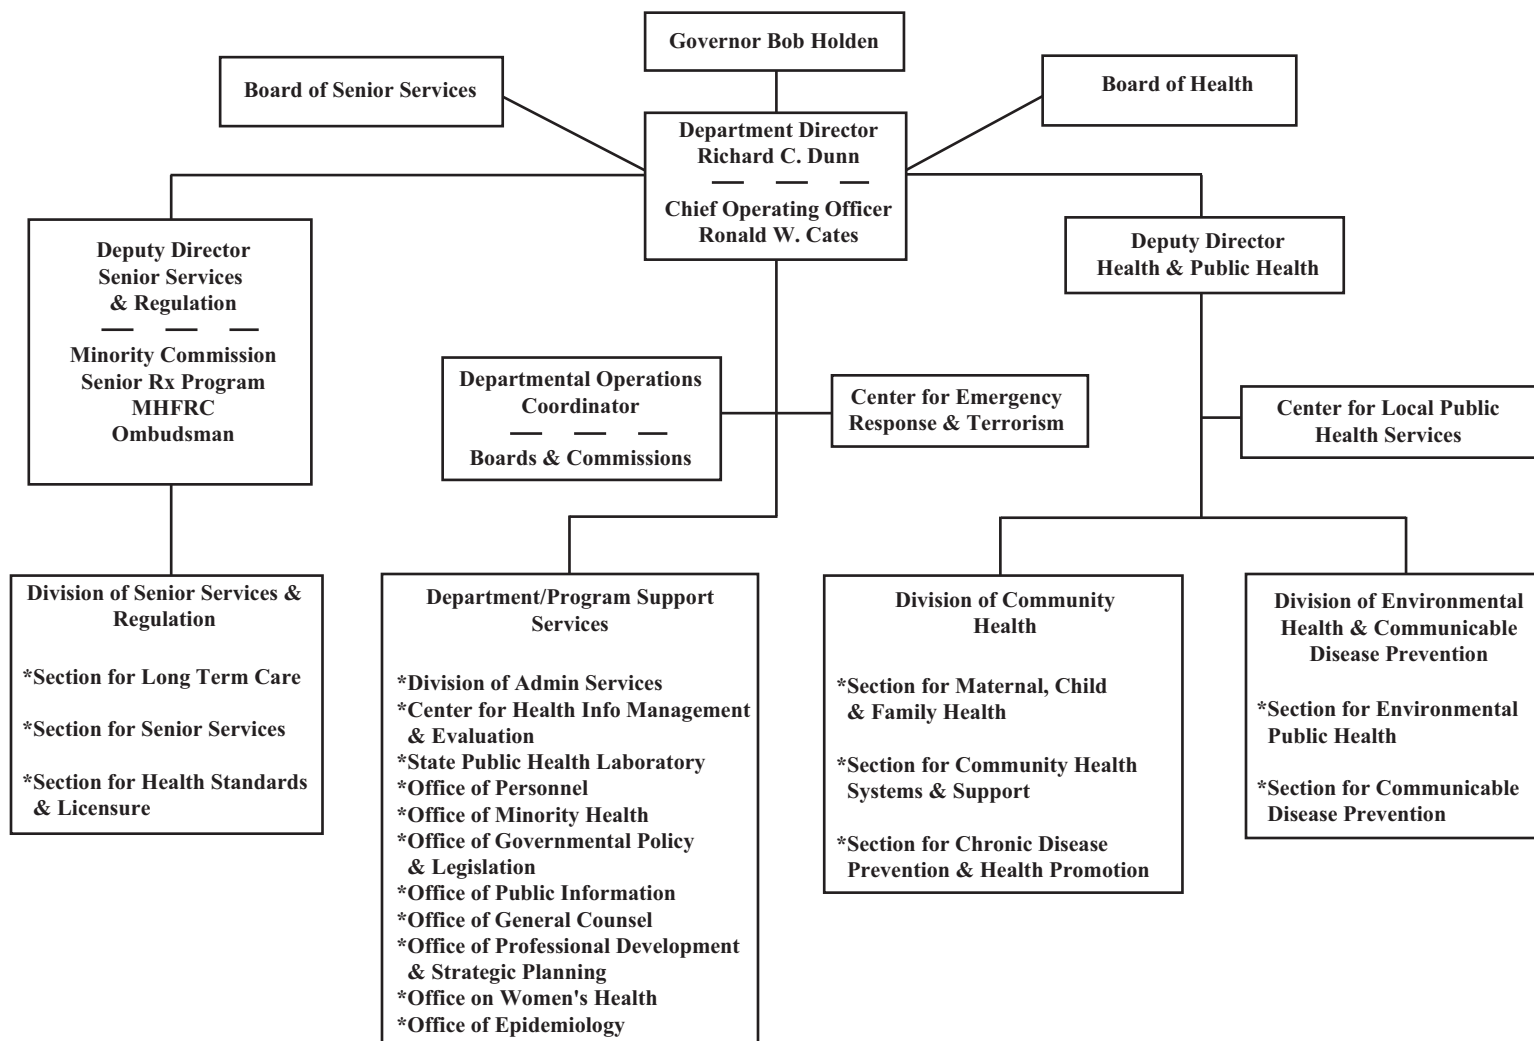 Governor Bob Holden
Board of Senior Services
Board of Health
Department Director
Richard C. Dunn
Chief Operating Officer
Ronald W. Cates
Deputy Director
Senior Services
& Regulation
Minority Commission
Senior Rx Program
MHFRC
Ombudsman
Deputy Director
Health & Public Health
Departmental Operations
Coordinator
Boards & Commissions
Center for Emergency
Response & Terrorism
Center for Local Public
Health Services
Division of Senior Services &
Regulation
*Section for Long Term Care
*Section for Senior Services
*Section for Health Standards
& Licensure
Department/Program Support
Services
*Division of Admin Services
*Center for Health Info Management
& Evaluation
*State Public Health Laboratory
*Office of Personnel
*Office of Minority Health
*Office of Governmental Policy
& Legislation
*Office of Public Information
*Office of General Counsel
*Office of Professional Development
& Strategic Planning
*Office on Women's Health
*Office of Epidemiology
Division of Community
Health
*Section for Maternal, Child
& Family Health
*Section for Community Health
Systems & Support
*Section for Chronic Disease
Prevention & Health Promotion
Division of Environmental
Health & Communicable
Disease Prevention
*Section for Environmental
Public Health
*Section for Communicable
Disease Prevention